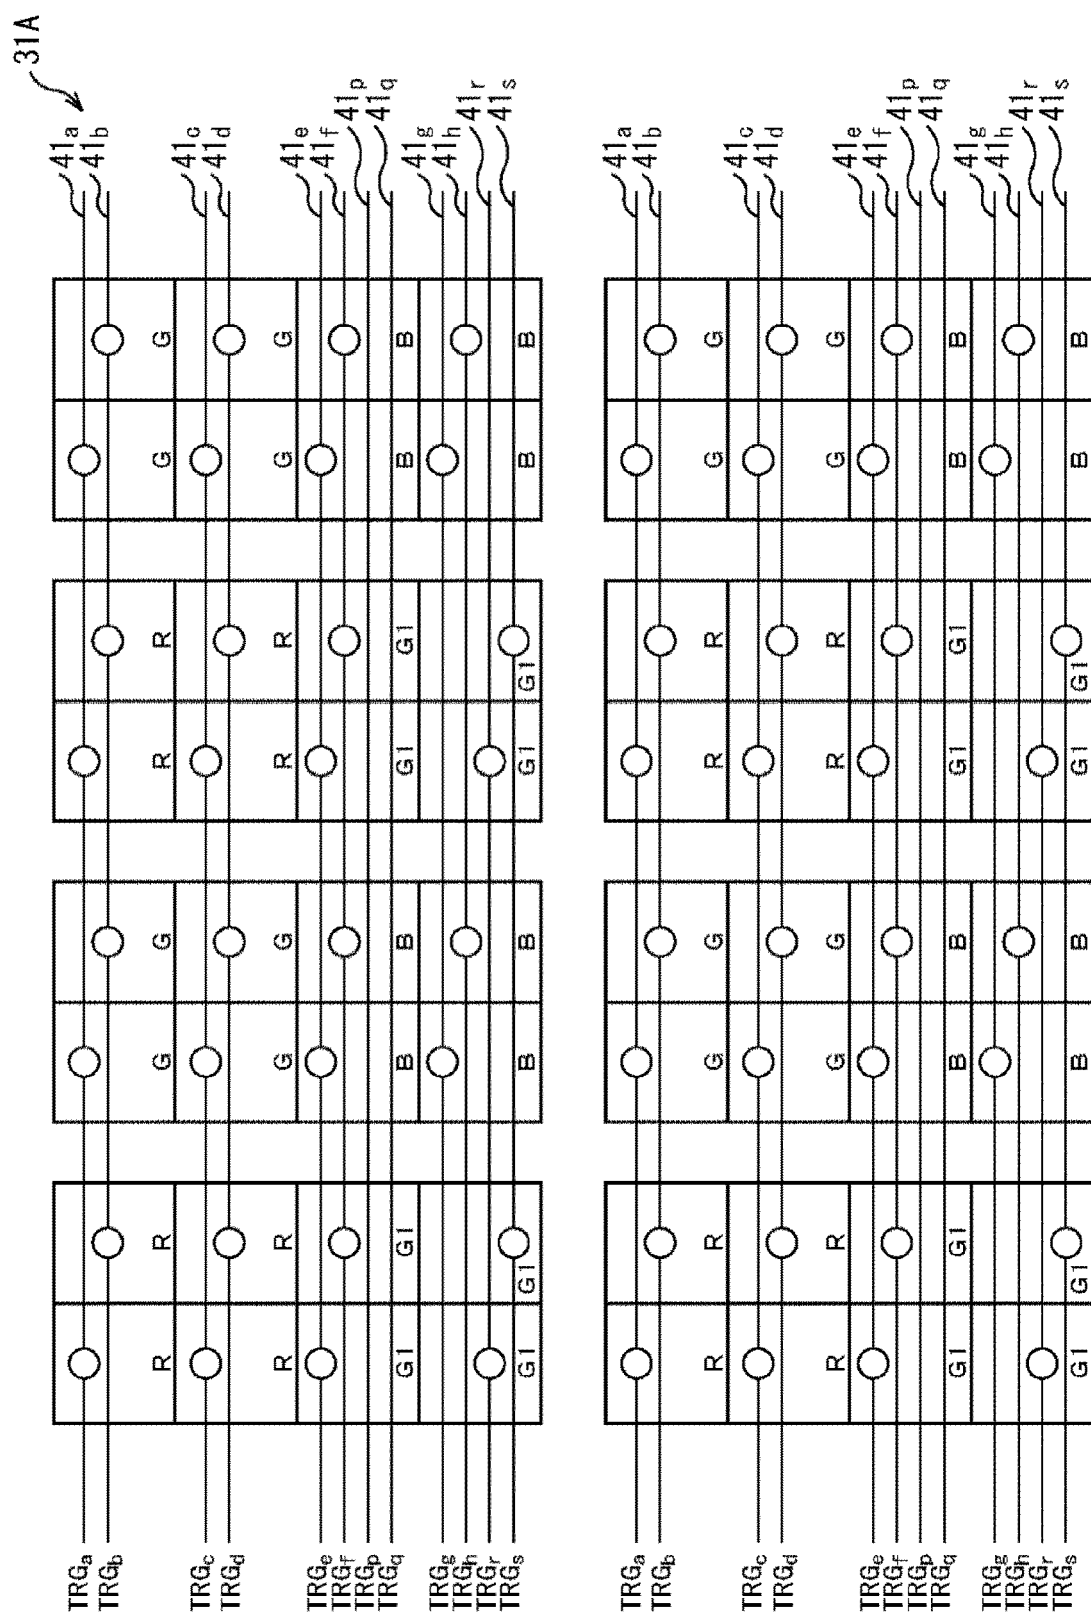 31A
TRGa 41a
TRGb 41b
R R G G R R G G
TRGc 41c
TRGd 41d
R R G G R R G G
TRGe 41e
TRGf 41f
TRGp 41p
TRGq 41q
G1 G1 B B G1 G1 B B
TRGg 41g
TRGh 41h
TRGr 41r
TRGs 41s
G1 G1 B B G1 G1 B B
TRGa 41a
TRGb 41b
R R G G R R G G
TRGc 41c
TRGd 41d
R R G G R R G G
TRGe 41e
TRGf 41f
TRGp 41p
TRGq 41q
G1 G1 B B G1 G1 B B
TRGg 41g
TRGh 41h
TRGr 41r
TRGs 41s
G1 G1 B B G1 G1 B B